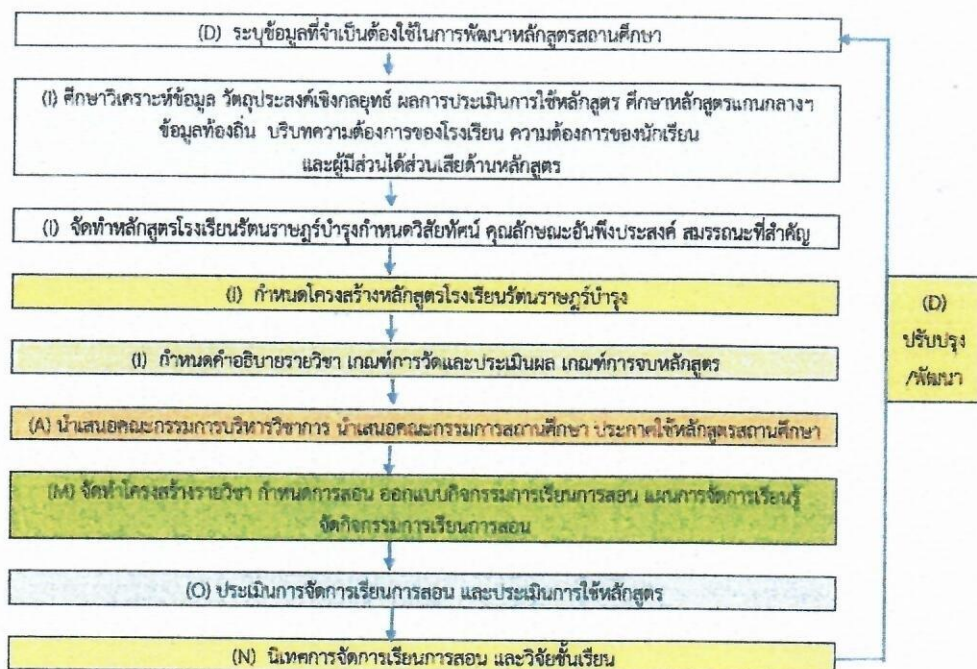 (D) ระบุข้อมูลที่จำเป็นต้องใช้ในการพัฒนาหลักสูตรสถานศึกษา
(I) ศึกษาวิเคราะห์ข้อมูล วัตถุประสงค์เชิงกลยุทธ์ ผลการประเมินการใช้หลักสูตร ศึกษาหลักสูตรแกนกลางฯ
ข้อมูลท้องถิ่น บริบทความต้องการของโรงเรียน ความต้องการของนักเรียน
และผู้มีส่วนได้ส่วนเสียด้านหลักสูตร
(I) จัดทำหลักสูตรโรงเรียนรัตนราษฎร์บำรุงกำหนดวิสัยทัศน์ คุณลักษณะอันพึงประสงค์ สมรรถนะที่สำคัญ
(I) กำหนดโครงสร้างหลักสูตรโรงเรียนรัตนราษฎร์บำรุง
(I) กำหนดคำอธิบายรายวิชา เกณฑ์การวัดและประเมินผล เกณฑ์การจบหลักสูตร
(A) นำเสนอคณะกรรมการบริหารวิชาการ นำเสนอคณะกรรมการสถานศึกษา ประกาศใช้หลักสูตรสถานศึกษา
(M) จัดทำโครงสร้างรายวิชา กำหนดการสอน ออกแบบกิจกรรมการเรียนการสอน แผนการจัดการเรียนรู้
จัดกิจกรรมการเรียนการสอน
(O) ประเมินการจัดการเรียนการสอน และประเมินการใช้หลักสูตร
(N) นิเทศการจัดการเรียนการสอน และวิจัยชั้นเรียน
(D)
ปรับปรุง
/พัฒนา